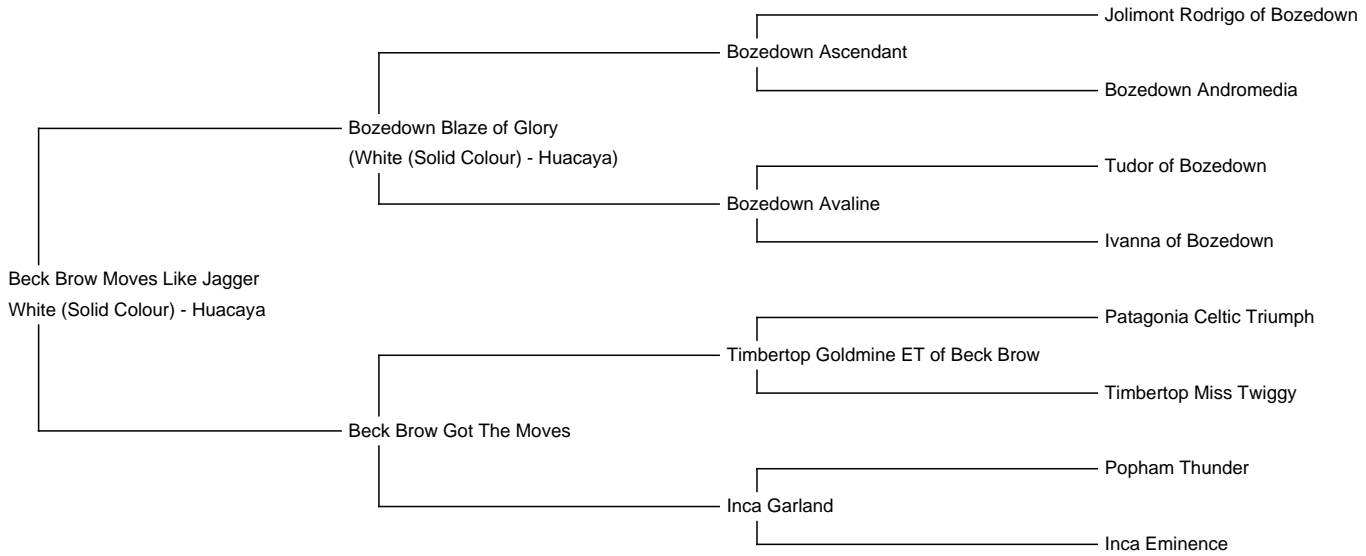 Jolimont Rodrigo of Bozedown
Bozedown Ascendant
Bozedown Andromedia
Bozedown Blaze of Glory
(White (Solid Colour) - Huacaya)
Tudor of Bozedown
Bozedown Avaline
Ivanna of Bozedown
Beck Brow Moves Like Jagger
White (Solid Colour) - Huacaya
Patagonia Celtic Triumph
Timbertop Goldmine ET of Beck Brow
Timbertop Miss Twiggy
Beck Brow Got The Moves
Popham Thunder
Inca Garland
Inca Eminence